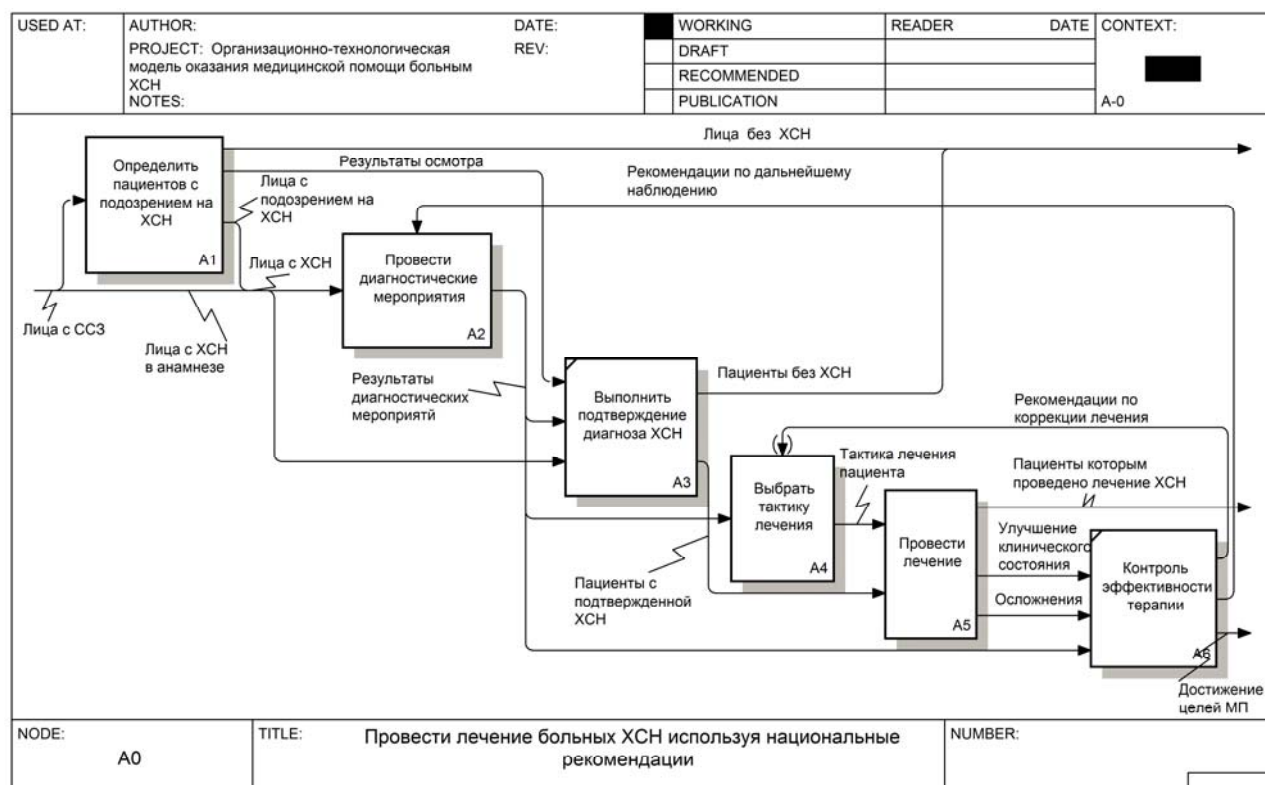 USED AT:
AUTHOR:
DATE:
PROJECT: Организационно-технологическая
модель оказания медицинской помощи больным
ХСН
REV:
NOTES:
WORKING
DRAFT
RECOMMENDED
PUBLICATION
READER
DATE
CONTEXT:
A-0
Лица без ХСН
Определить
пациентов с
подозрением на
ХСН
A1
Результаты осмотра
Лица с
подозрением на
ХСН
Рекомендации по дальнейшему
наблюдению
Лица с ХСН
Провести
диагностические
мероприятия
A2
Лица с ССЗ
Лица с ХСН
в анамнезе
Результаты
диагностических
мероприятй
Выполнить
подтверждение
диагноза ХСН
A3
Пациенты без ХСН
Рекомендации по
коррекции лечения
Выбрать
тактику
лечения
A4
Тактика лечения
пациента
Пациенты которым
проведено лечение ХСН
Провести
лечение
A5
Улучшение
клинического
состояния
Осложнения
Контроль
эффективности
терапии
A6
Пациенты с
подтвержденной
ХСН
Достижение
целей МП
NODE:
A0
TITLE:
Провести лечение больных ХСН используя национальные
рекомендации
NUMBER: